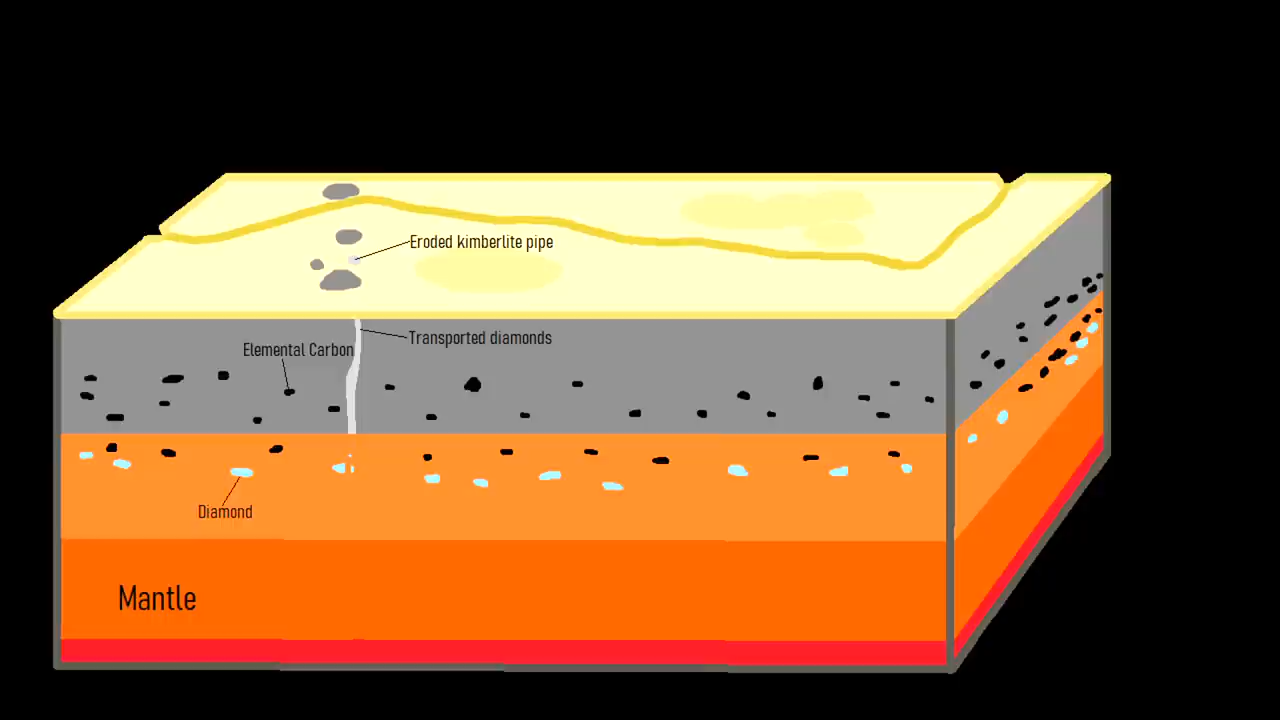 Eroded kimberlite pipe
Transported diamonds
Elemental Carbon
Diamond
Mantle